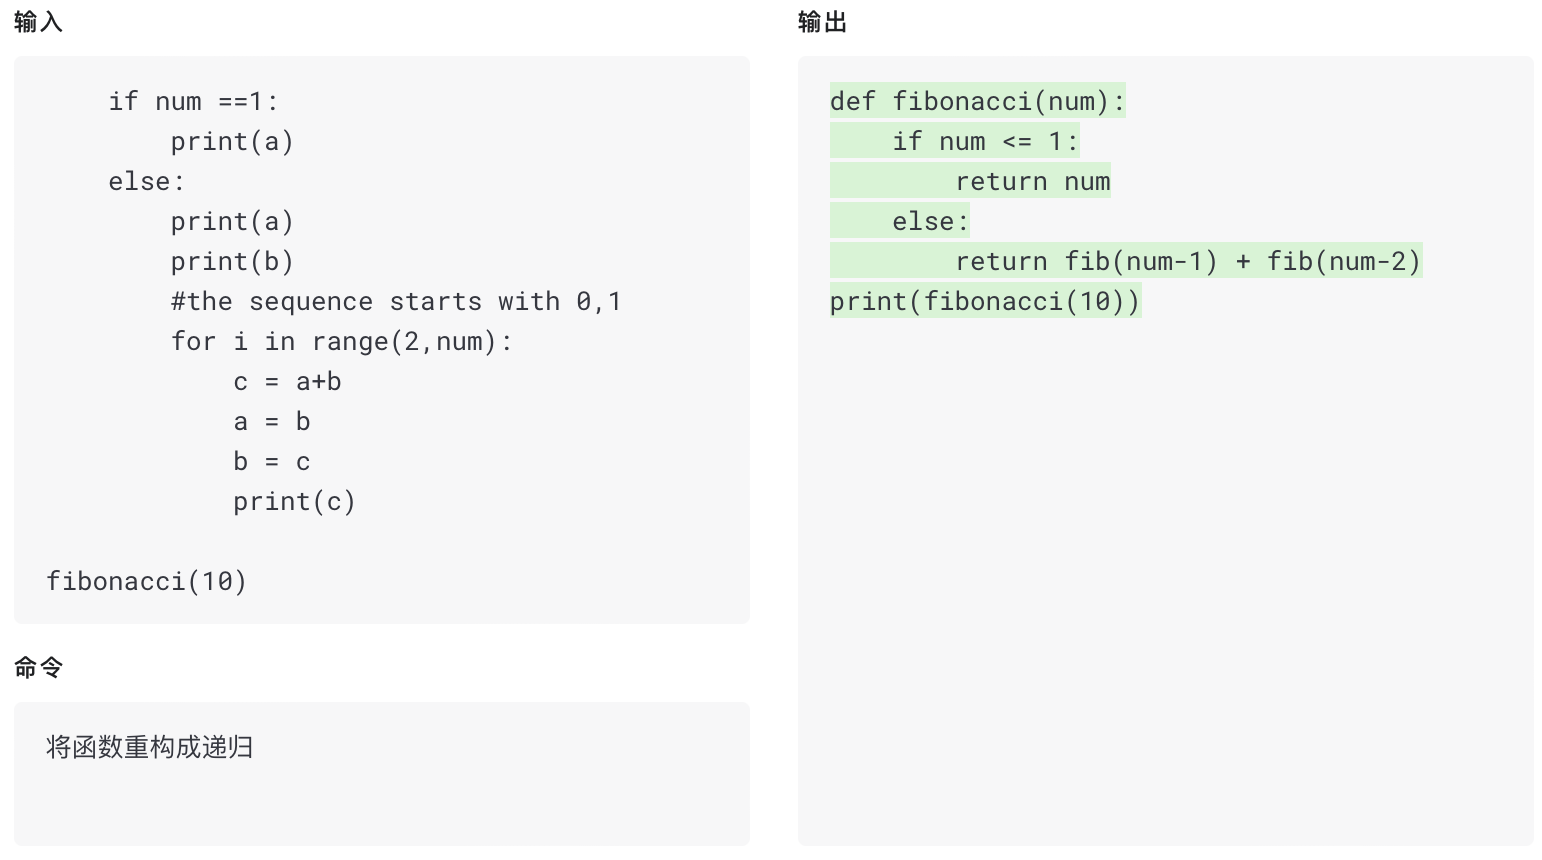 输入
    if num ==1:
        print(a)
    else:
        print(a)
        print(b)
        #the sequence starts with 0,1
        for i in range(2,num):
            c = a+b
            a = b
            b = c
            print(c)

fibonacci(10)
命令
将函数重构成递归
输出
def fibonacci(num):
    if num <= 1:
        return num
    else:
        return fib(num-1) + fib(num-2)
print(fibonacci(10))